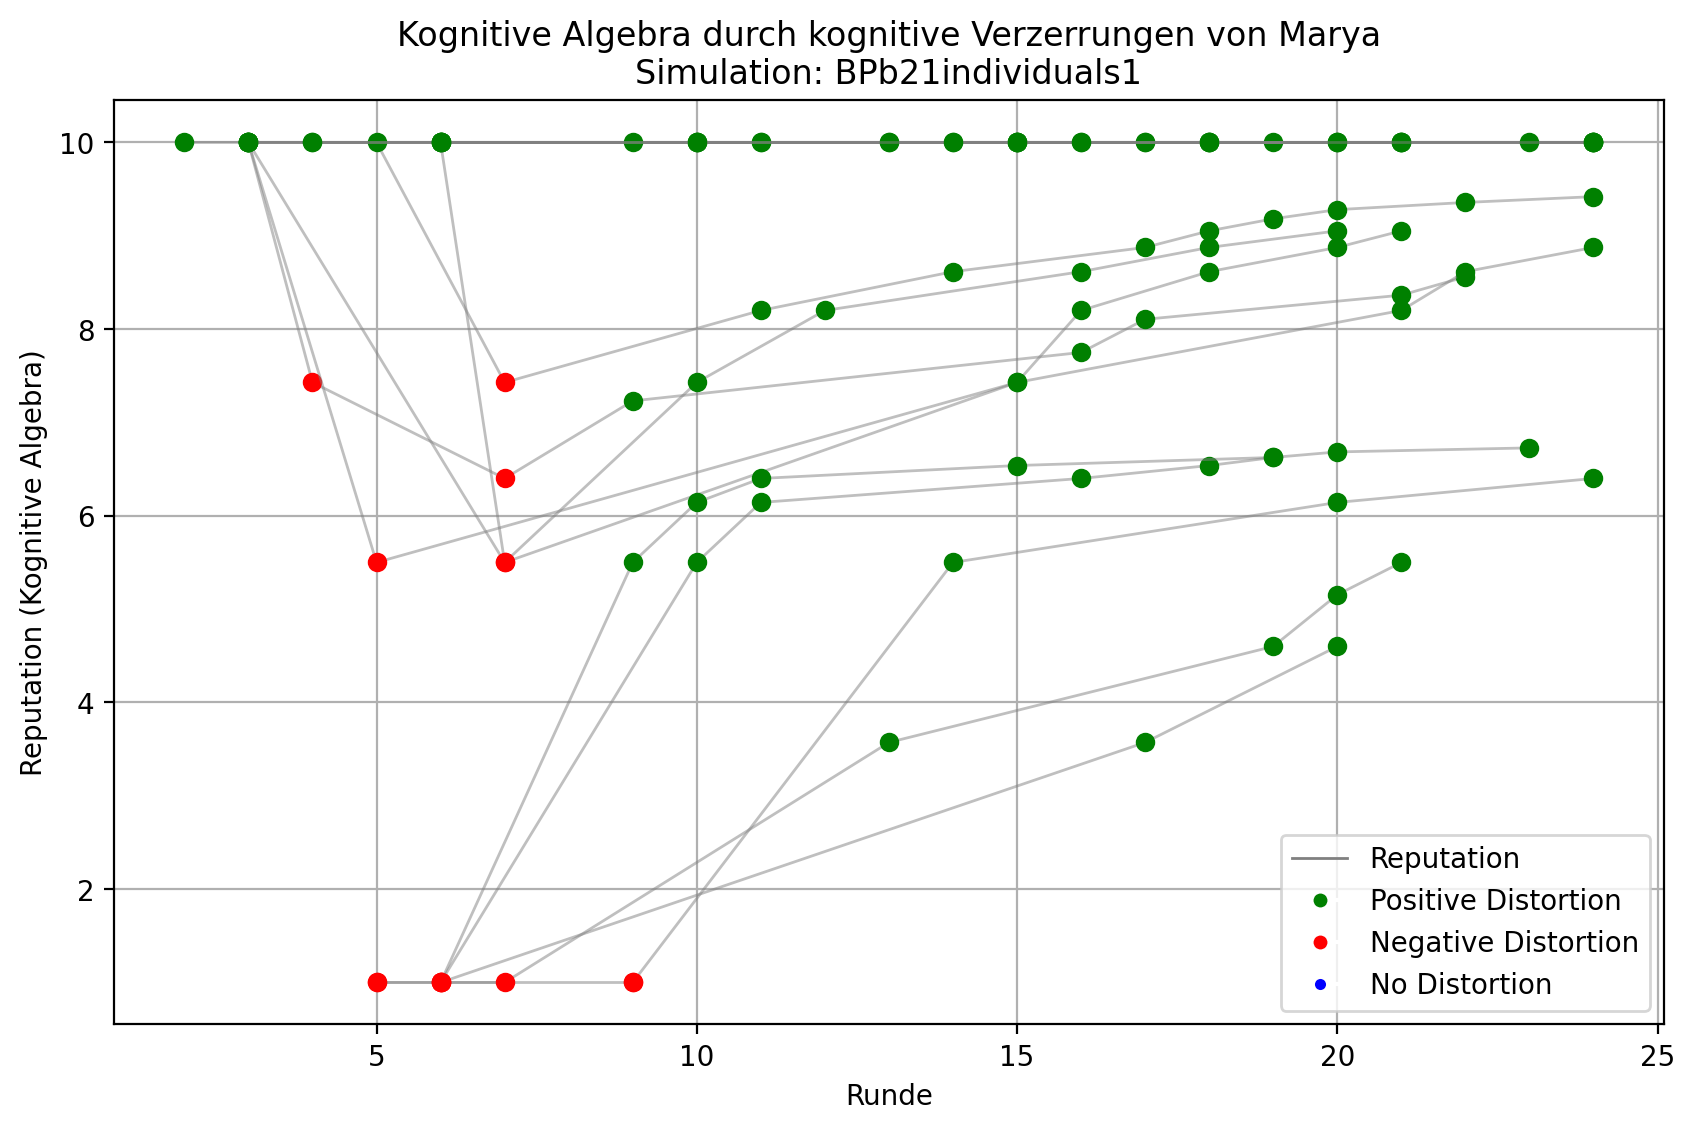 Kognitive Algebra durch kognitive Verzerrungen von Marya
Simulation: BPb21individuals1
Reputation (Kognitive Algebra)
10
8
6
4
2
5
10
15
20
25
Runde
Reputation
Positive Distortion
Negative Distortion
No Distortion